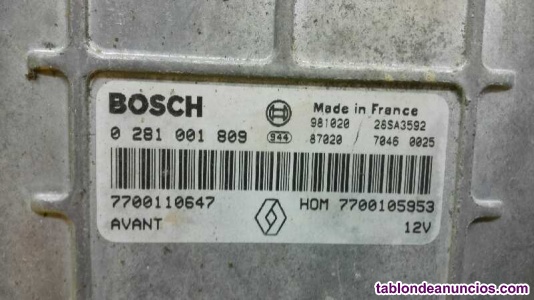 BOSCH
Made in France
981020 28SA3592
0 281 001 809 944 87020 7046 0025
7700110647 HOM 7700105953
AVANT 12V
tablondeanuncios.com